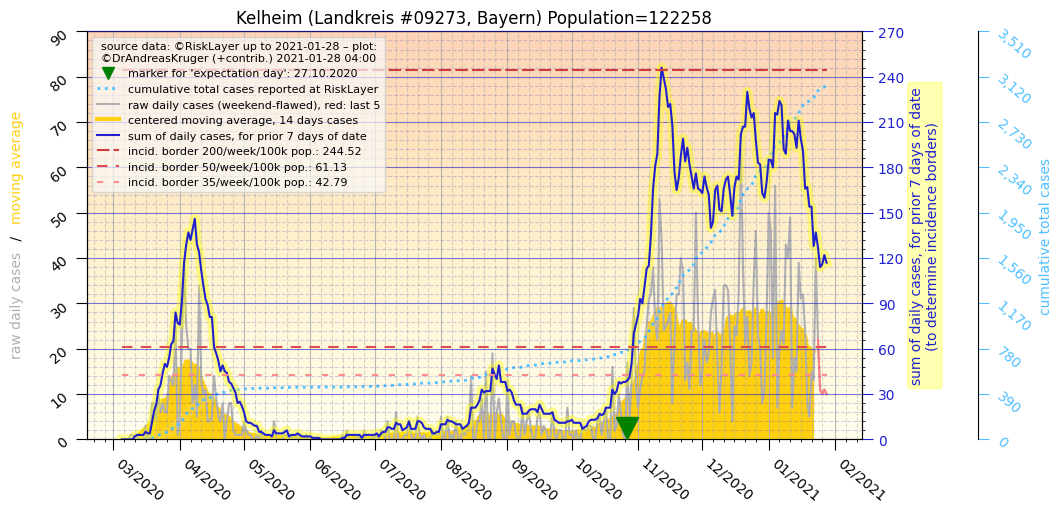 Kelheim (Landkreis #09273, Bayern) Population=122258
source data: ©RiskLayer up to 2021-01-28 – plot:
©DrAndreasKruger (+contrib.) 2021-01-28 04:00
marker for 'expectation day': 27.10.2020
cumulative total cases reported at RiskLayer
raw daily cases (weekend-flawed), red: last 5
centered moving average, 14 days cases
sum of daily cases, for prior 7 days of date
incid. border 200/week/100k pop.: 244.52
incid. border 50/week/100k pop.: 61.13
incid. border 35/week/100k pop.: 42.79
raw daily cases / moving average
90
80
70
60
50
40
30
20
10
0
03/2020
04/2020
05/2020
06/2020
07/2020
08/2020
09/2020
10/2020
11/2020
12/2020
01/2021
02/2021
270
240
210
180
150
120
90
60
30
0
sum of daily cases, for prior 7 days of date
(to determine incidence borders)
3,510
3,120
2,730
2,340
1,950
1,560
1,170
780
390
0
cumulative total cases